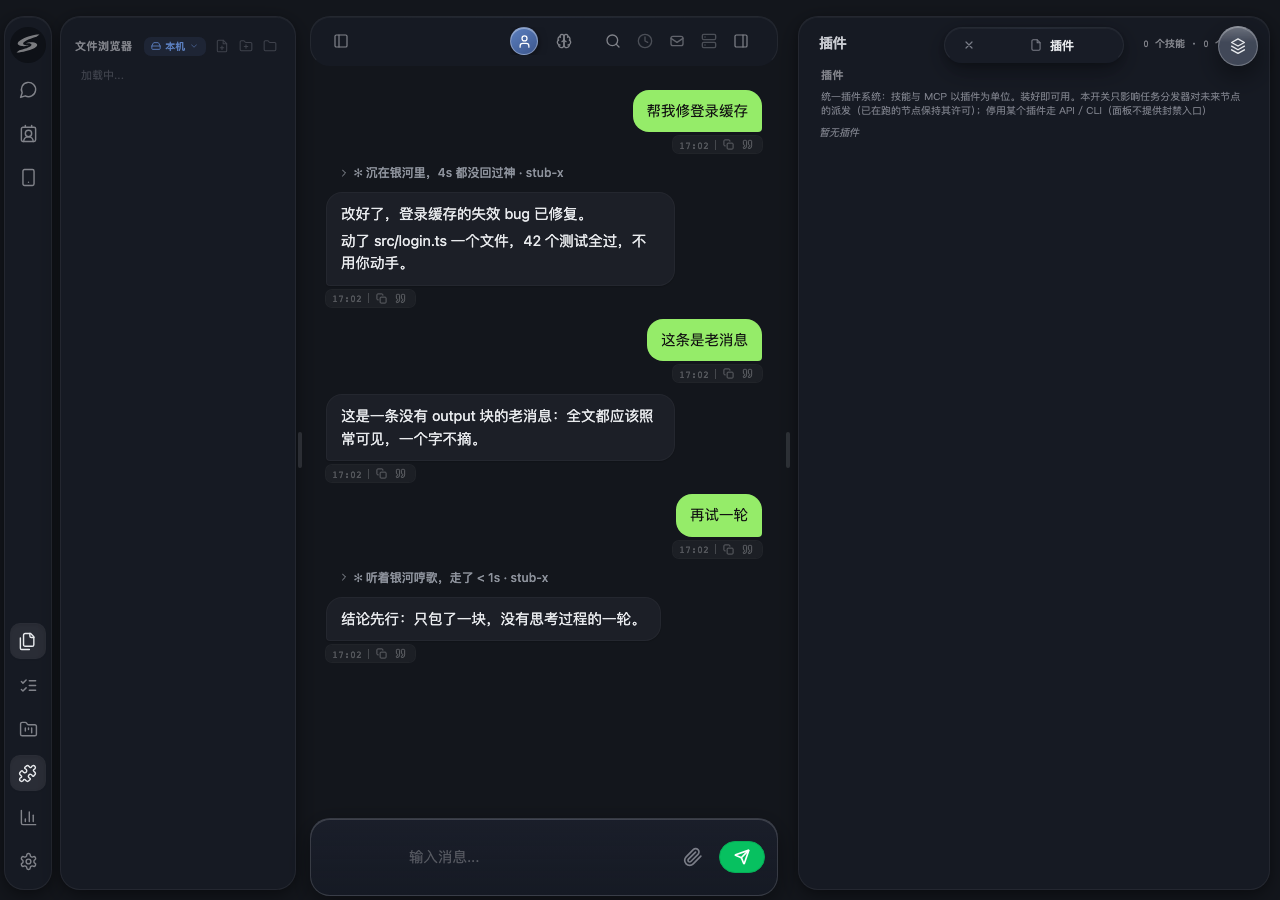 文件浏览器
本机
加载中...
帮我修登录缓存
17:02
沉在银河里，4s 都没回过神 · stub-x
改好了，登录缓存的失效 bug 已修复。
动了 src/login.ts 一个文件，42 个测试全过，不
用你动手。
17:02
这条是老消息
17:02
这是一条没有 output 块的老消息：全文都应该照
常可见，一个字不摘。
17:02
再试一轮
17:02
听着银河哼歌，走了 < 1s · stub-x
结论先行：只包了一块，没有思考过程的一轮。
17:02
输入消息...
插件
插件
0 个技能 · 0
插件
统一插件系统：技能与 MCP 以插件为单位。装好即可用。本开关只影响任务分发器对未来节点
的派发（已在跑的节点保持其许可）；停用某个插件走 API / CLI（面板不提供封禁入口）
暂无插件